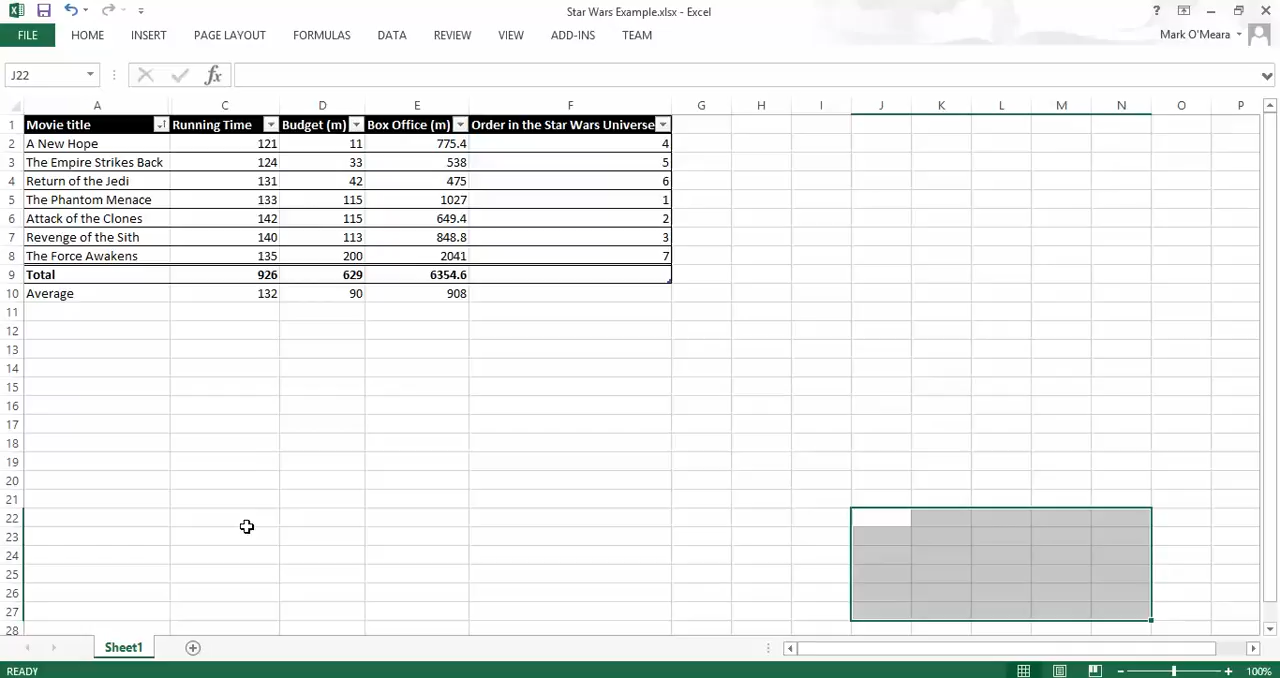 Star Wars Example.xlsx - Excel
?
FILE HOME INSERT PAGE LAYOUT FORMULAS DATA REVIEW VIEW ADD-INS TEAM Mark O'Meara
J22 fx
A C D E F G H I J K L M N O P
1 Movie title Running Time Budget (m) Box Office (m) Order in the Star Wars Universe
2 A New Hope 121 11 775.4 4
3 The Empire Strikes Back 124 33 538 5
4 Return of the Jedi 131 42 475 6
5 The Phantom Menace 133 115 1027 1
6 Attack of the Clones 142 115 649.4 2
7 Revenge of the Sith 140 113 848.8 3
8 The Force Awakens 135 200 2041 7
9 Total 926 629 6354.6
10 Average 132 90 908
11
12
13
14
15
16
17
18
19
20
21
22
23
24
25
26
27
28
Sheet1
READY 100%